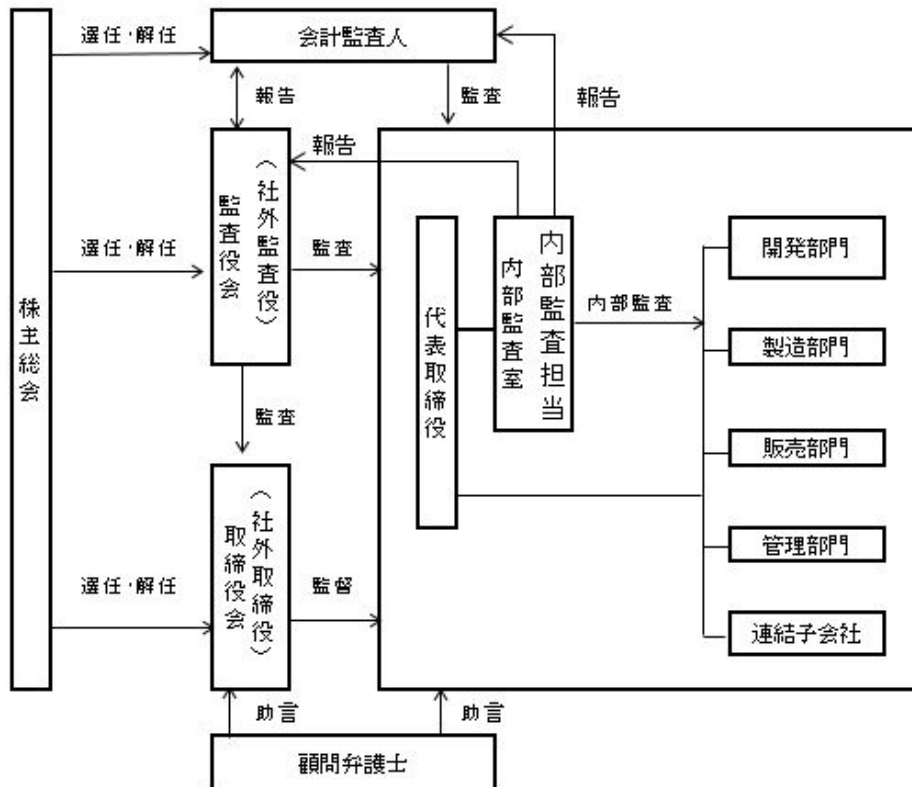 選任・解任
会計監査人
報告
監査
報告
株主総会
選任・解任
監査役会
（社外監査役）
報告
監査
代表取締役
内部監査室
内部監査担当
内部監査
開発部門
製造部門
販売部門
管理部門
連結子会社
監査
選任・解任
取締役会
（社外取締役）
監督
助言
助言
顧問弁護士